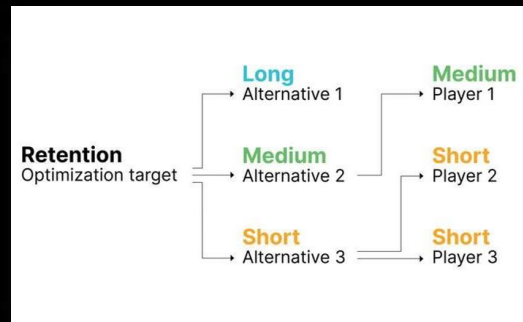 Retention
Optimization target
Long
Alternative 1
Medium
Alternative 2
Short
Alternative 3
Medium
Player 1
Short
Player 2
Short
Player 3